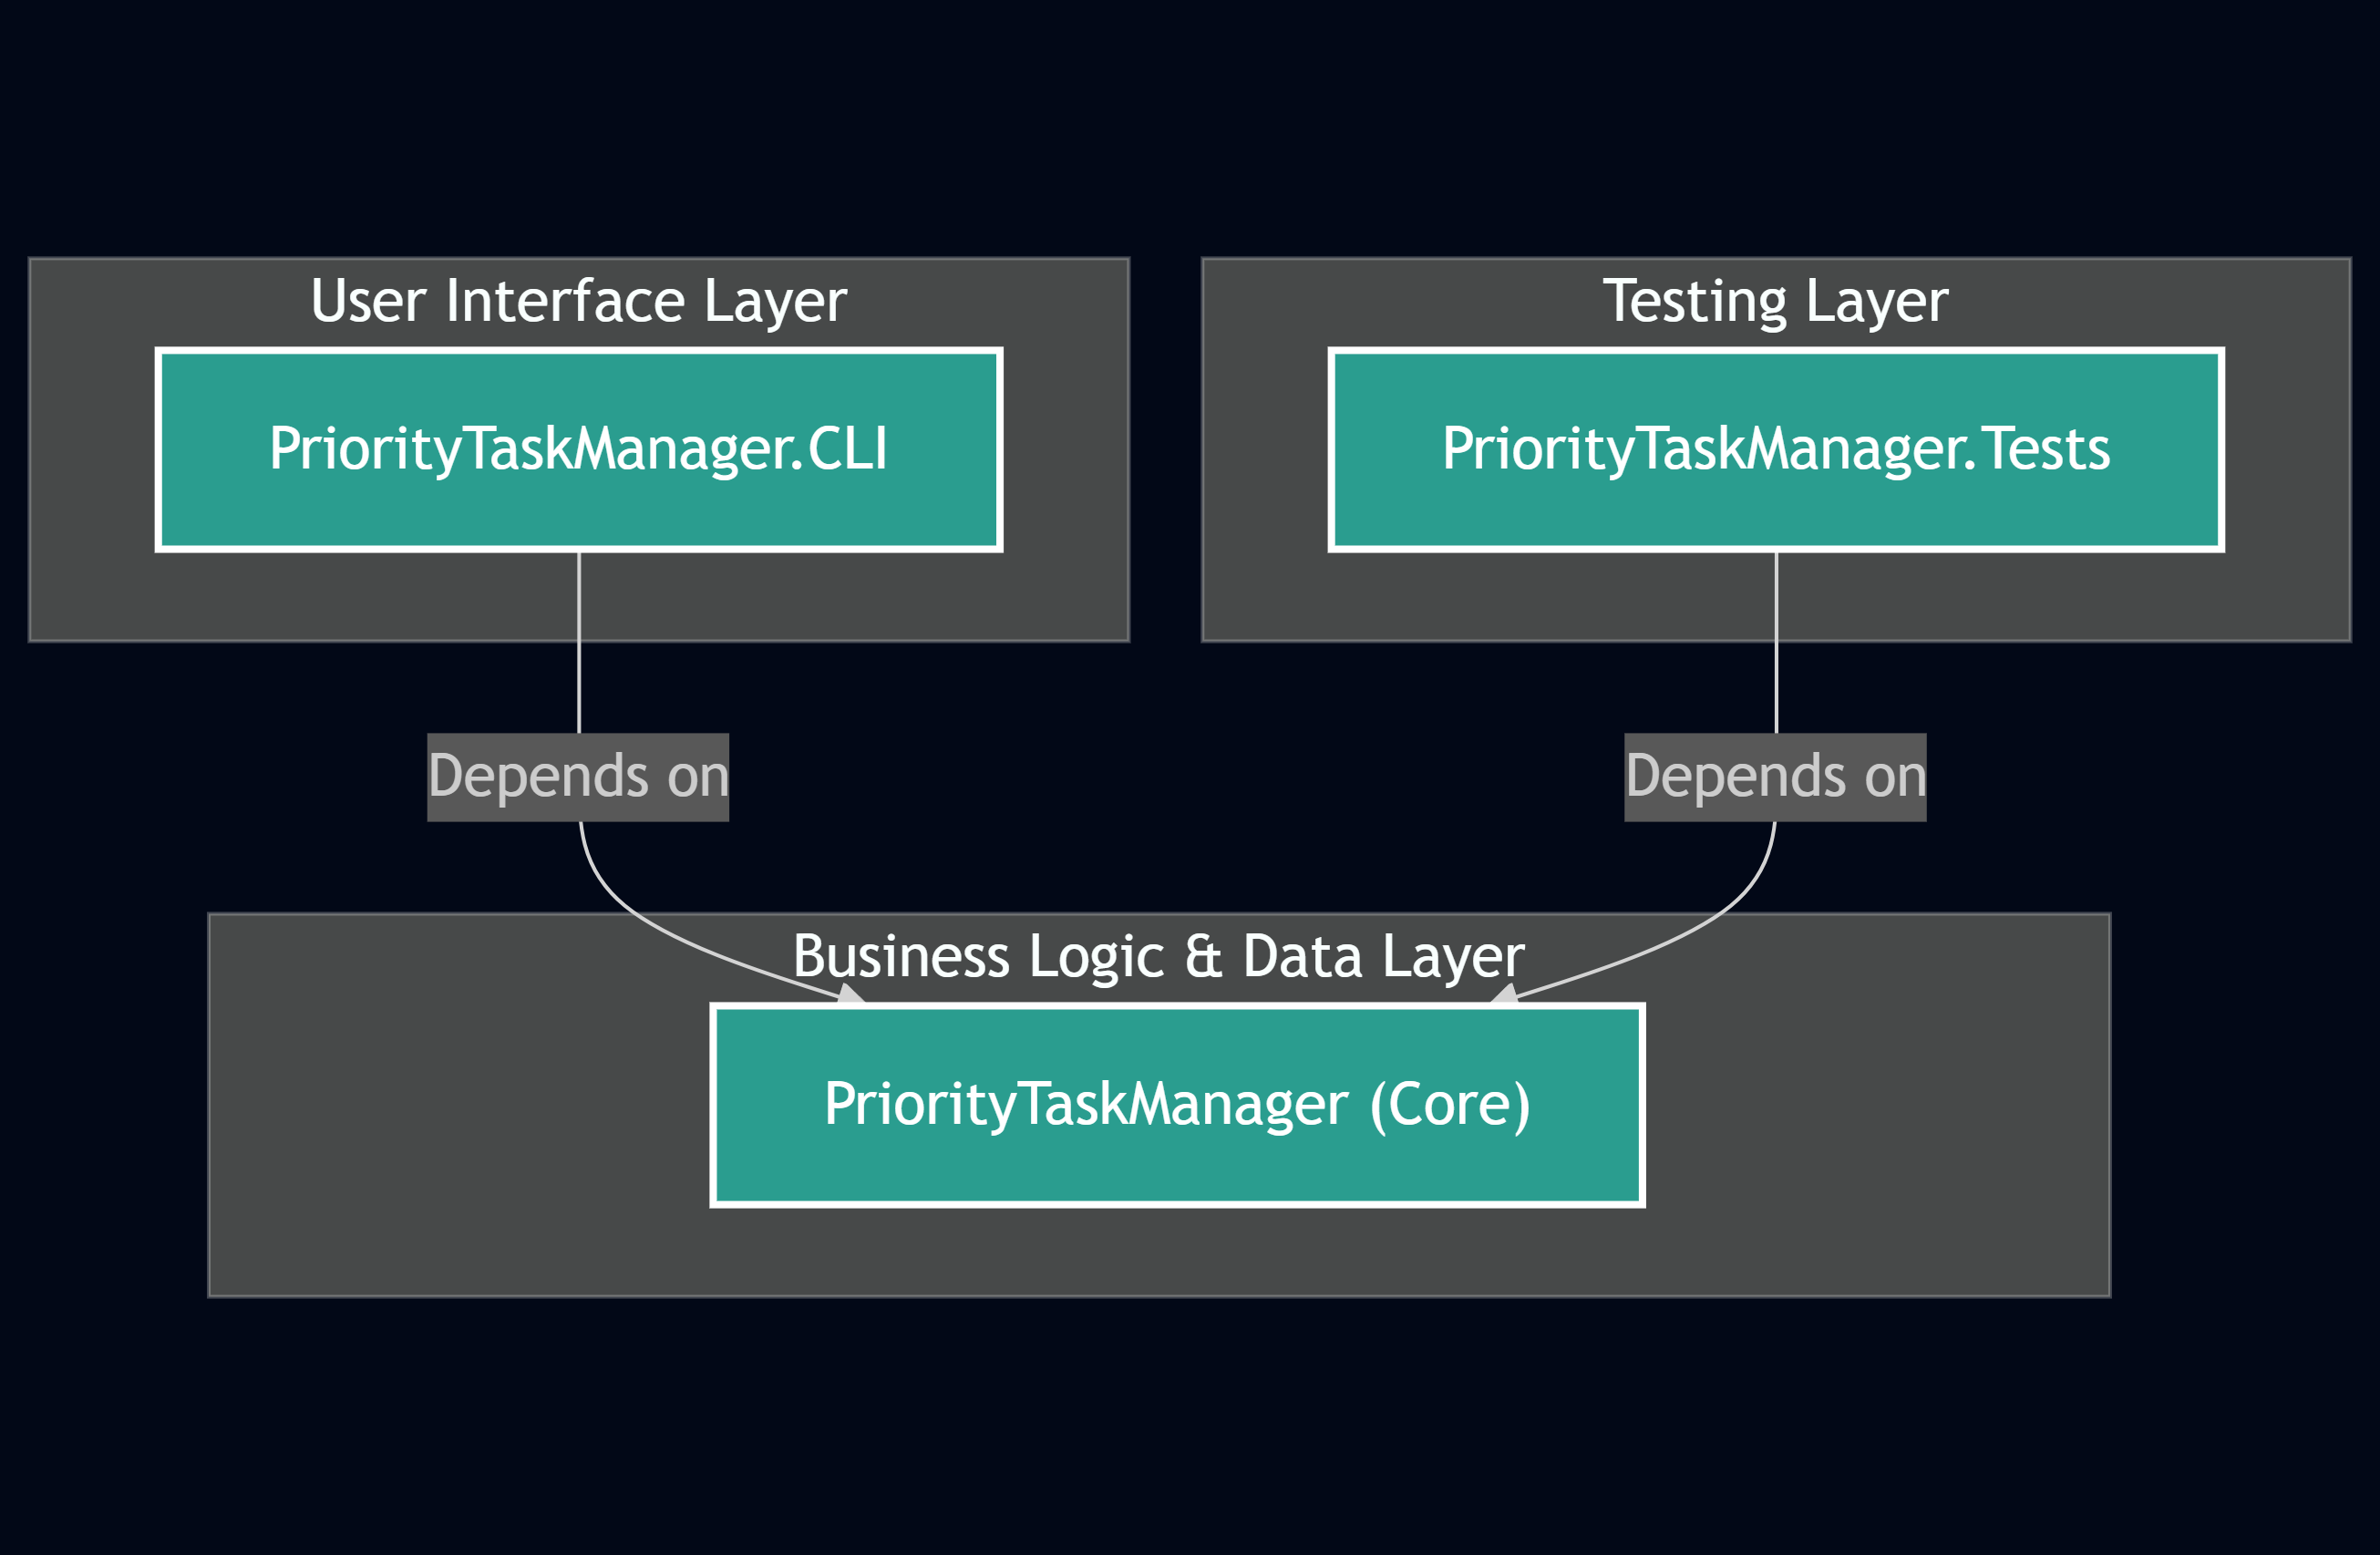 User Interface Layer
PriorityTaskManager.CLI
Testing Layer
PriorityTaskManager.Tests
Depends on
Depends on
Business Logic & Data Layer
PriorityTaskManager (Core)